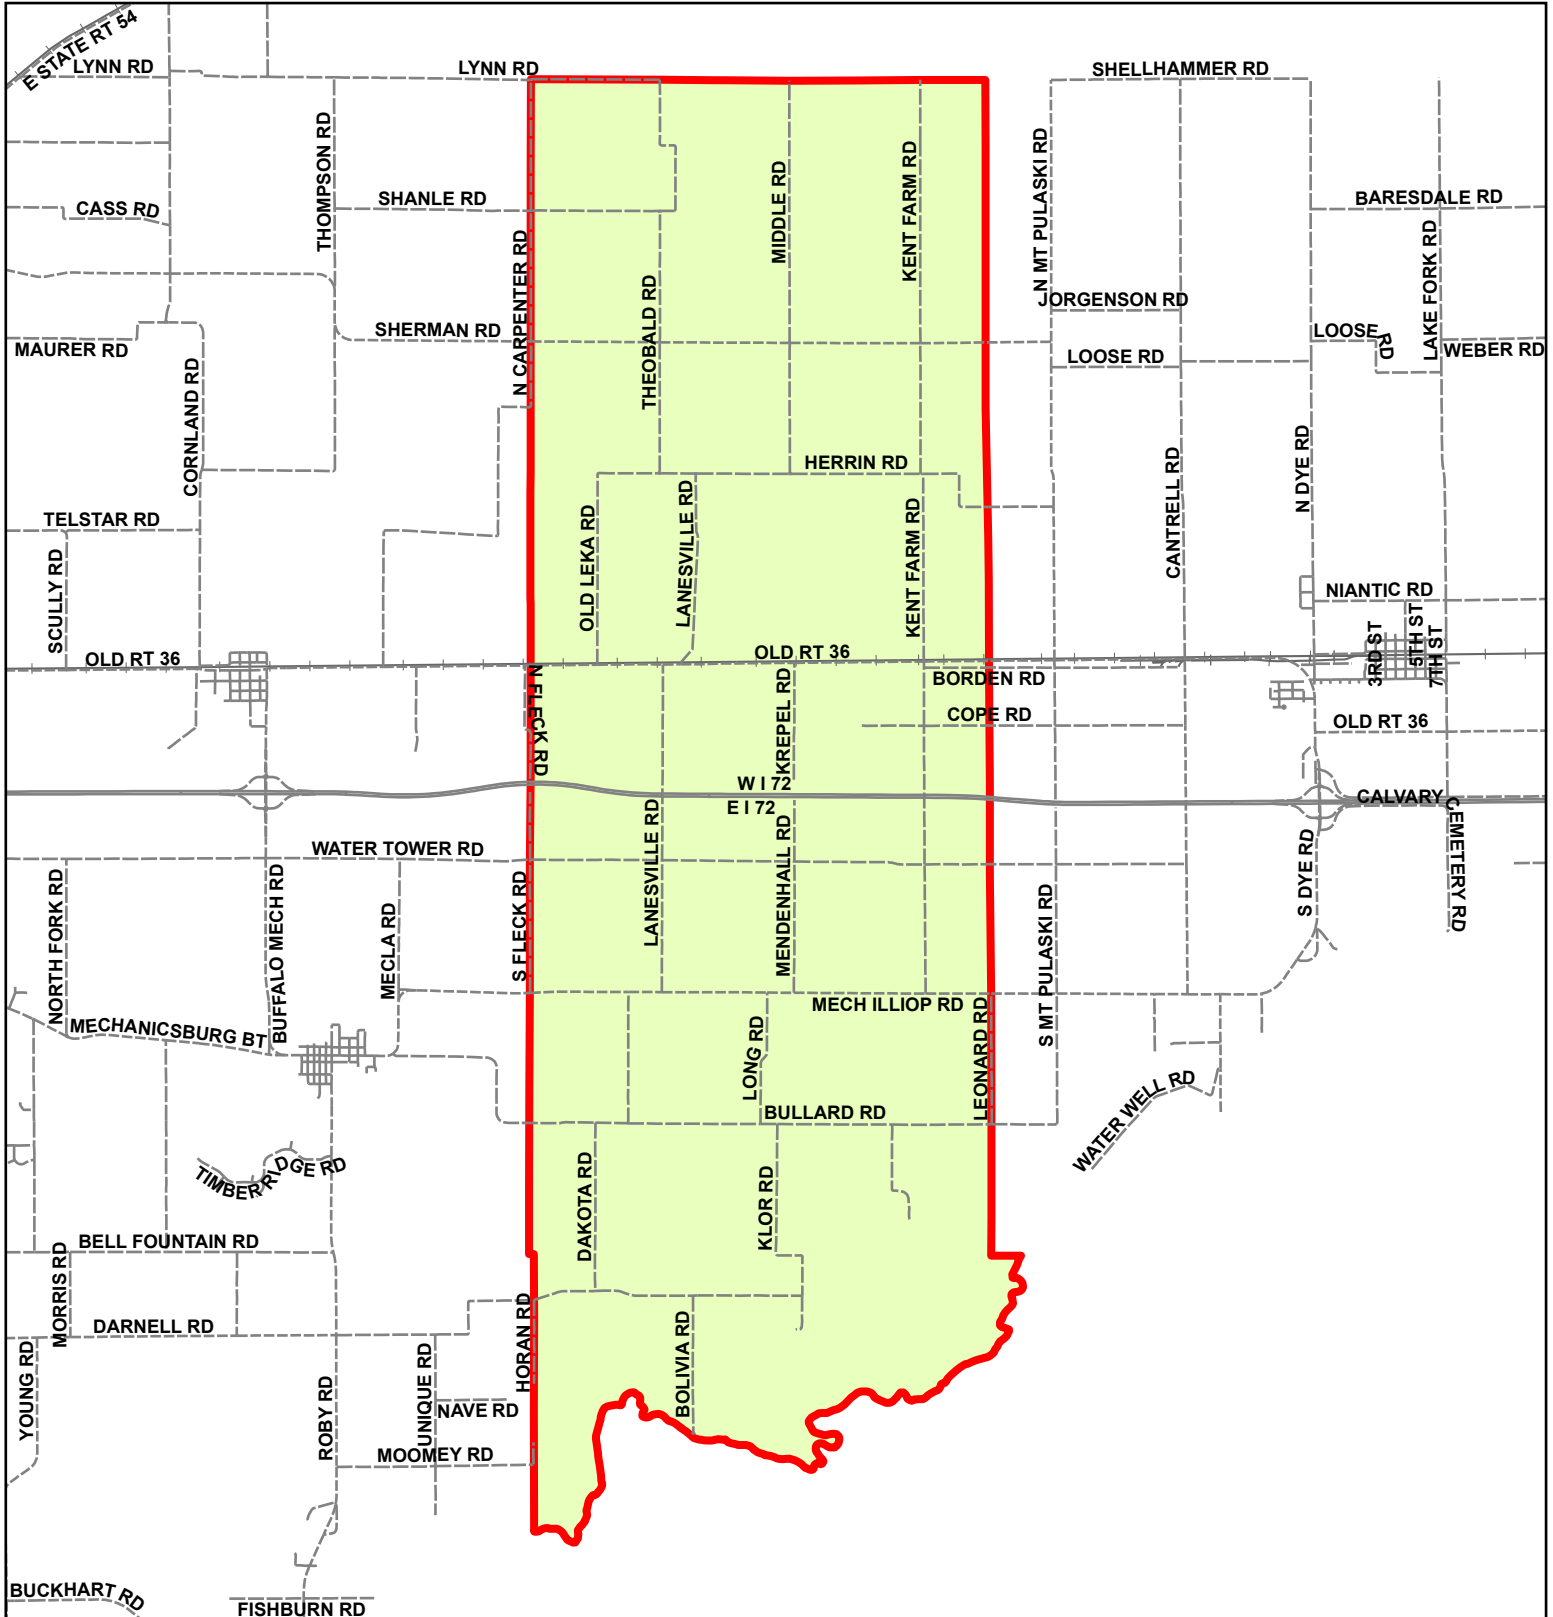 E STATE RT 54
LYNN RD
LYNN RD
SHELLHAMMER RD
THOMPSON RD
N MT PULASKI RD
MIDDLE RD
KENT FARM RD
CASS RD
SHANLE RD
BARESDALE RD
N CARPENTER RD
LAKE FORK RD
THEOBALD RD
JORGENSON RD
MAURER RD
SHERMAN RD
LOOSE RD
WEBER RD
LOOSE RD
CORNLAND RD
N DYE RD
CANTRELL RD
HERRIN RD
TELSTAR RD
OLD LEKA RD
LANESVILLE RD
KENT FARM RD
SCULLY RD
NIANTIC RD
3RD ST
5TH ST
7TH ST
OLD RT 36
OLD RT 36
N FLECK RD
KREPEL RD
BORDEN RD
COPE RD
OLD RT 36
W I 72
E I 72
CALVARY CEMETERY RD
WATER TOWER RD
LANESVILLE RD
MENDENHALL RD
S DYE RD
NORTH FORK RD
BUFFALO MECH RD
MECLA RD
S FLECK RD
S MT PULASKI RD
MECH ILLIOP RD
MECHANICSBURG BT
LONG RD
LEONARD RD
WATER WELL RD
BULLARD RD
TIMBER RIDGE RD
DAKOTA RD
KLOR RD
BELL FOUNTAIN RD
MORRIS RD
DARNELL RD
HORAN RD
BOLIVIA RD
YOUNG RD
ROBY RD
UNIQUE RD
NAVE RD
MOOMEY RD
BUCKHART RD
FISHBURN RD